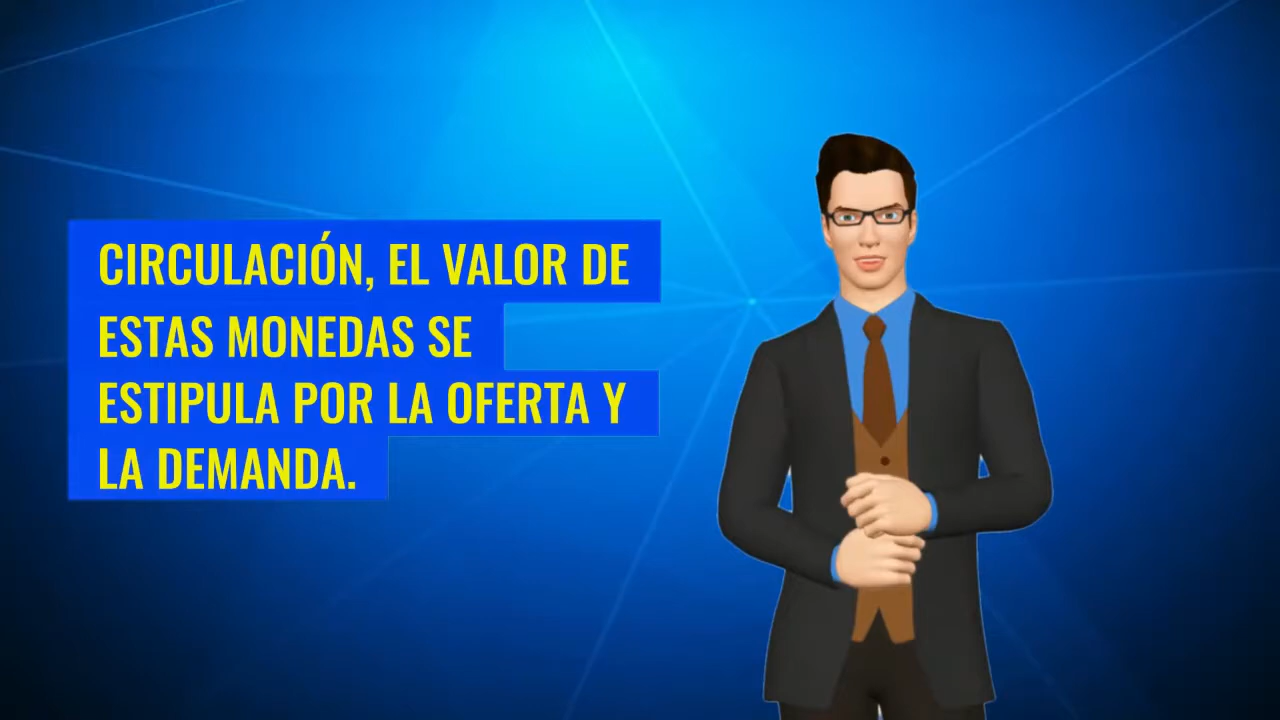 CIRCULACIÓN, EL VALOR DE
ESTAS MONEDAS SE
ESTIPULA POR LA OFERTA Y
LA DEMANDA.